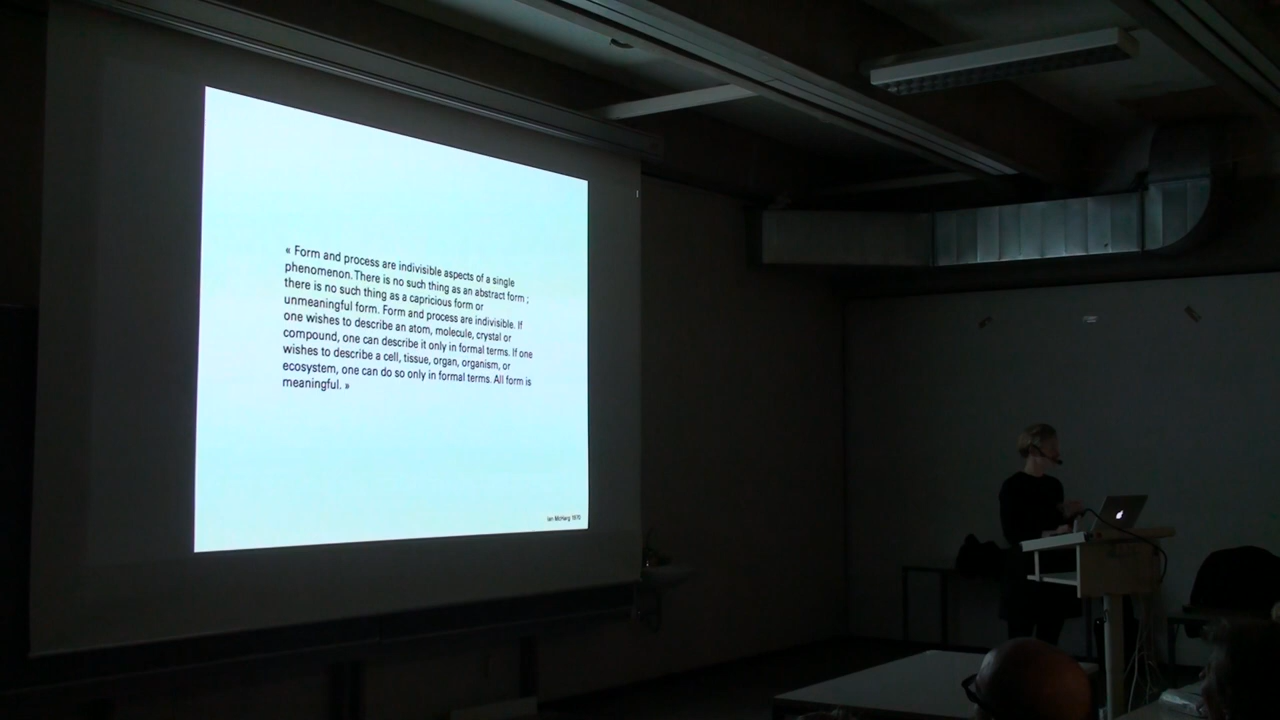 « Form and process are indivisible aspects of a single
phenomenon. There is no such thing as an abstract form ;
there is no such thing as a capricious form or
unmeaningful form. Form and process are indivisible. If
one wishes to describe an atom, molecule, crystal or
compound, one can describe it only in formal terms. If one
wishes to describe a cell, tissue, organ, organism, or
ecosystem, one can do so only in formal terms. All form is
meaningful. »
Ian McHarg 1970